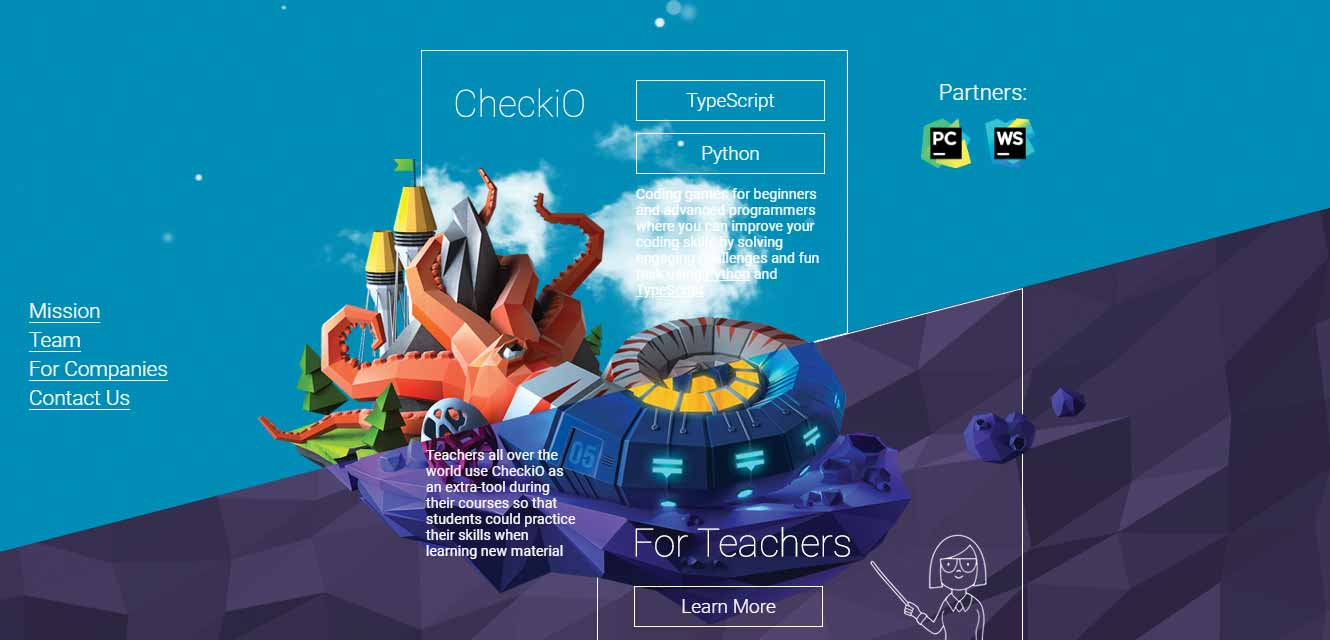 CheckiO
TypeScript
Python
Coding games for beginners
and advanced programmers
where you can improve your
coding skills by solving
engaging challenges and fun
task using Python and
TypeScript
Partners:
PC
WS
Mission
Team
For Companies
Contact Us
05
Teachers all over the
world use CheckiO as
an extra-tool during
their courses so that
students could practice
their skills when
learning new material
For Teachers
Learn More